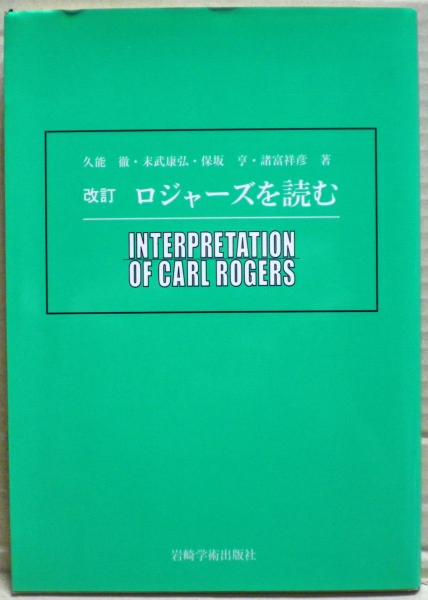 久能 徹・末武康弘・保坂 亨・諸富祥彦 著
改訂 ロジャーズを読む
INTERPRETATION
OF CARL ROGERS
岩崎学術出版社